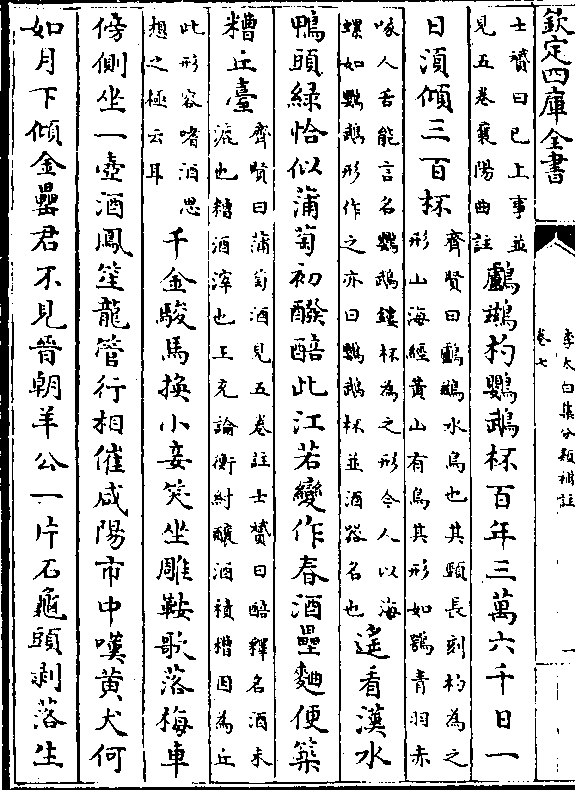 欽定四庫全書
李太白集分類補註
卷七
一
士贇曰已上事並
見五卷襄陽曲註
鸕鶿杓鸚鵡杯百年三萬六千日一
日須傾三百杯
齊賢曰鸕鶿水鳥也其頸長刻杓為之
形山海經黄山有鳥其形如鶚青羽赤
喙人舌能言名鸚鵡鏤杯為之形今人以海
螺如鸚鵡形作之亦曰鸚鵡杯並酒器名也
遥看漢水
鴨頭綠恰似蒲萄初醱醅此江若變作春酒壘麴便築
糟丘臺
齊賢曰蒲萄酒見五卷註士贇曰醅釋名酒未
漉也糟酒滓也王充論衡紂釀酒積糟因為丘
此形容嗜酒思
想之極云耳
千金駿馬換小妾笑坐雕鞍歌落梅車
傍側坐一壺酒鳳笙龍管行相催咸陽市中嘆黄犬何
如月下傾金罍君不見晉朝羊公一片石龜頭剥落生